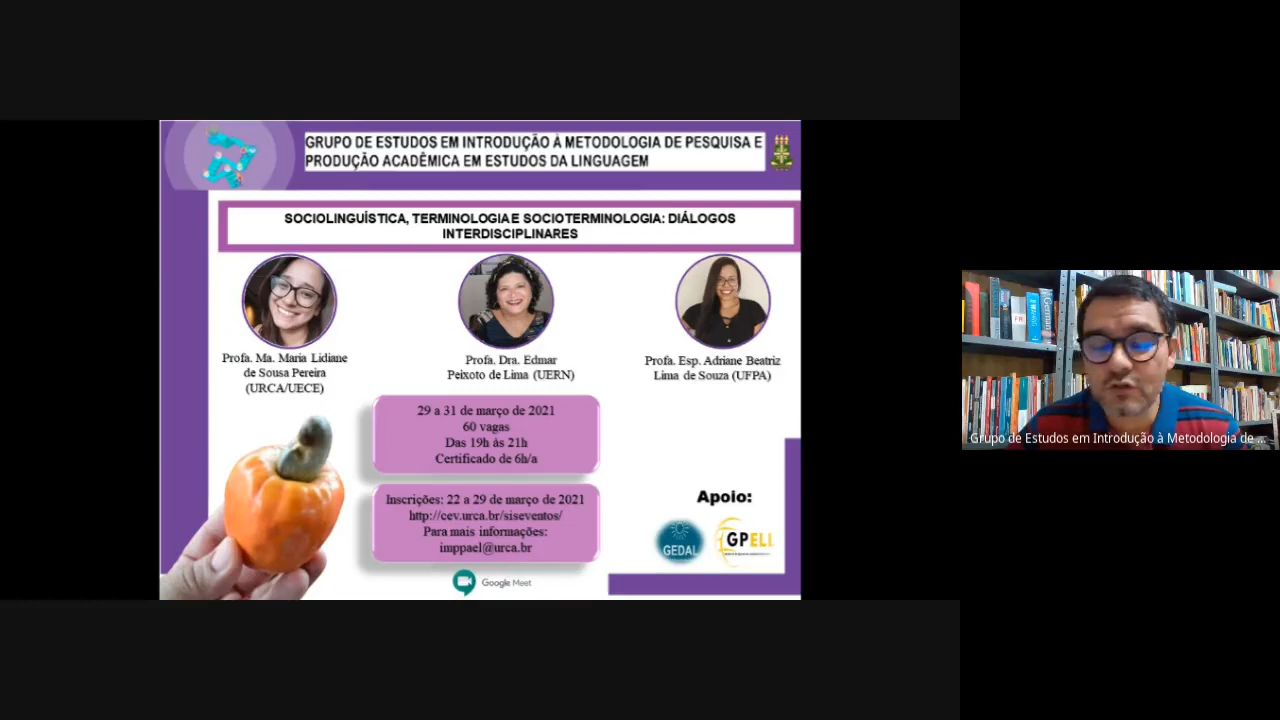 GRUPO DE ESTUDOS EM INTRODUÇÃO À METODOLOGIA DE PESQUISA E
PRODUÇÃO ACADÊMICA EM ESTUDOS DA LINGUAGEM
SOCIOLINGUÍSTICA, TERMINOLOGIA E SOCIOTERMINOLOGIA: DIÁLOGOS
INTERDISCIPLINARES
Profa. Ma. Maria Lidiane
de Sousa Pereira
(URCA/UECE)
Profa. Dra. Edmar
Peixoto de Lima (UERN)
Profa. Esp. Adriane Beatriz
Lima de Souza (UFPA)
29 a 31 de março de 2021
60 vagas
Das 19h às 21h
Certificado de 6h/a
Inscrições: 22 a 29 de março de 2021
http://cev.urca.br/siseventos/
Para mais informações:
imppael@urca.br
Google Meet
Apoio:
GEDAL
GPELI
German
Grupo de Estudos em Introdução à Metodologia de ...